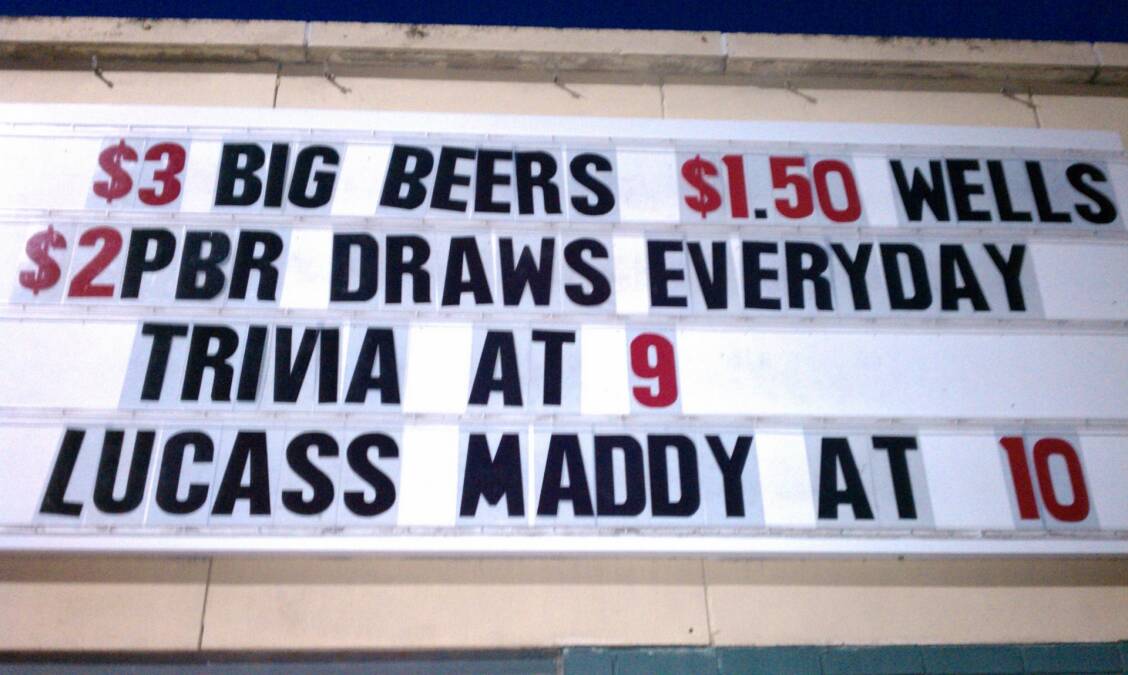 $3 BIG BEERS $1.50 WELLS
$2PBR DRAWS EVERYDAY
TRIVIA AT 9
LUCASS MADDY AT 10